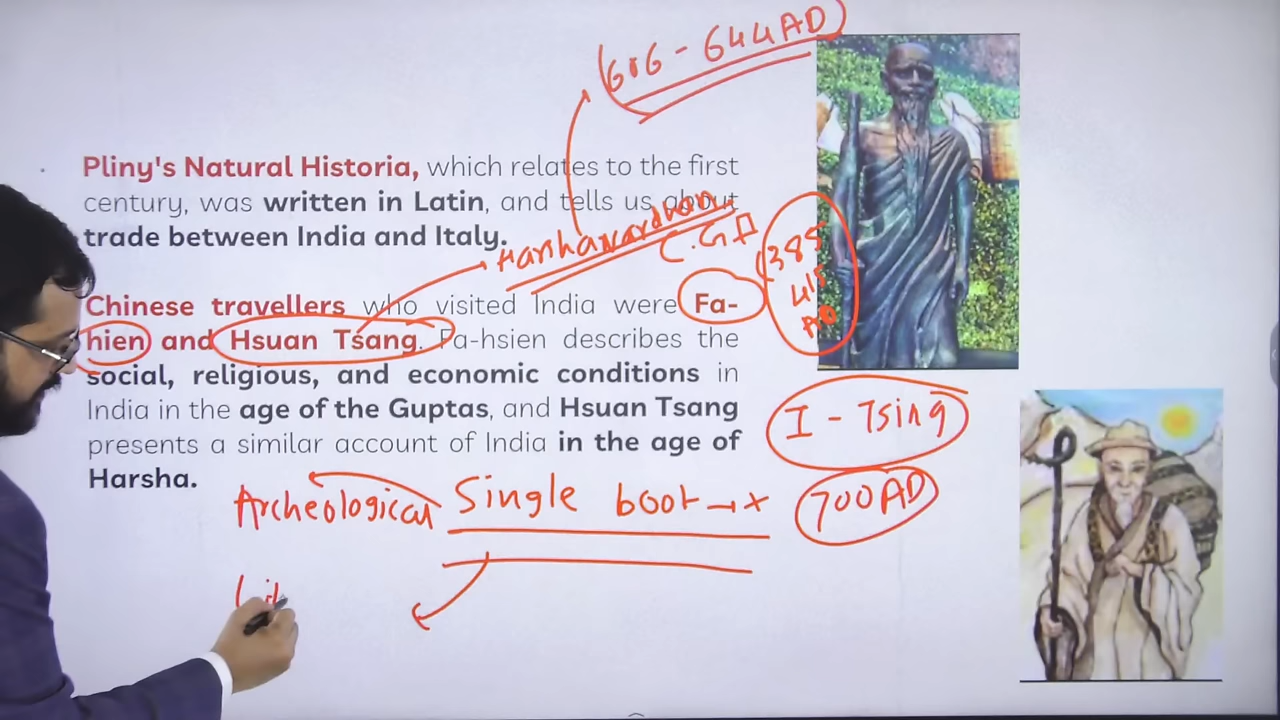 606-644AD
Pliny's Natural Historia, which relates to the first
century, was written in Latin, and tells us about
trade between India and Italy.
Harshavardhan
C.G.D
Chinese travellers who visited India were Fa-
hien and Hsuan Tsang. Fa-hsien describes the
social, religious, and economic conditions in
India in the age of the Guptas, and Hsuan Tsang
presents a similar account of India in the age of
Harsha.
385
415
AD
I - Tsing
700AD
Archeological Single book → x
Lit